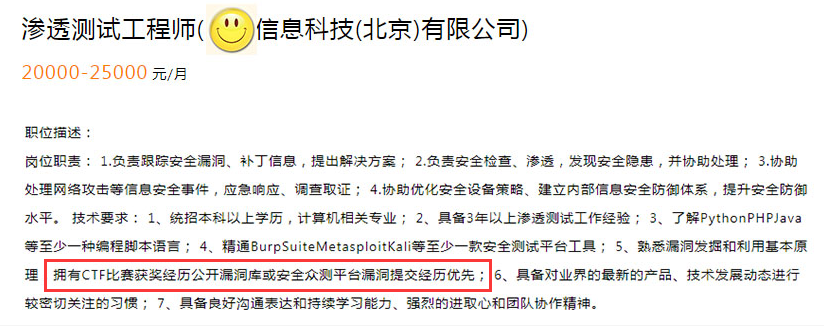 渗透测试工程师(信息科技(北京)有限公司)
20000-25000 元/月
职位描述：
岗位职责： 1.负责跟踪安全漏洞、补丁信息，提出解决方案； 2.负责安全检查、渗透，发现安全隐患，并协助处理； 3.协助
处理网络攻击等信息安全事件，应急响应、调查取证； 4.协助优化安全设备策略、建立内部信息安全防御体系，提升安全防御
水平。 技术要求： 1、统招本科以上学历，计算机相关专业； 2、具备3年以上渗透测试工作经验； 3、了解PythonPHPJava
等至少一种编程脚本语言； 4、精通BurpSuiteMetasploitKali等至少一款安全测试平台工具； 5、熟悉漏洞发掘和利用基本原
理 拥有CTF比赛获奖经历公开漏洞库或安全众测平台漏洞提交经历优先； 6、具备对业界的最新的产品、技术发展动态进行
较密切关注的习惯； 7、具备良好沟通表达和持续学习能力、强烈的进取心和团队协作精神。